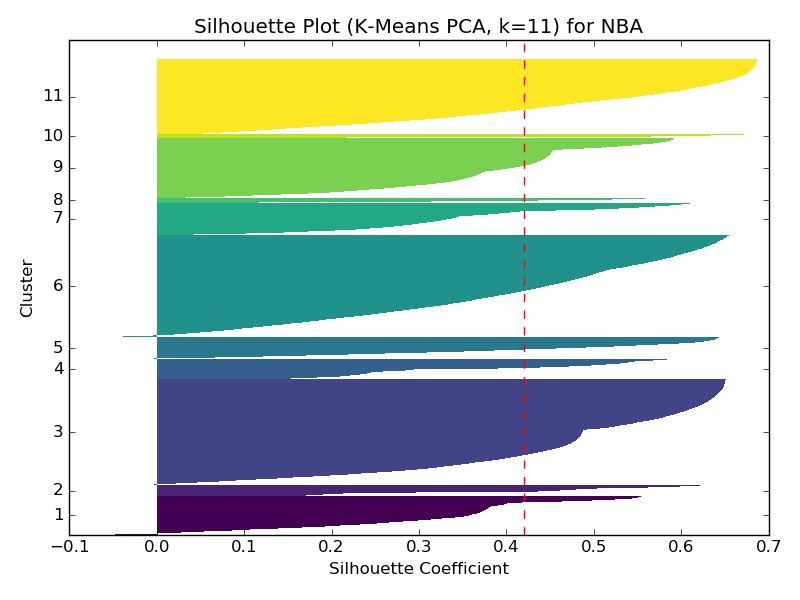 Silhouette Plot (K-Means PCA, k=11) for NBA
11
10
9
8
7
6
5
4
3
2
1
Cluster
−0.1 0.0 0.1 0.2 0.3 0.4 0.5 0.6 0.7
Silhouette Coefficient